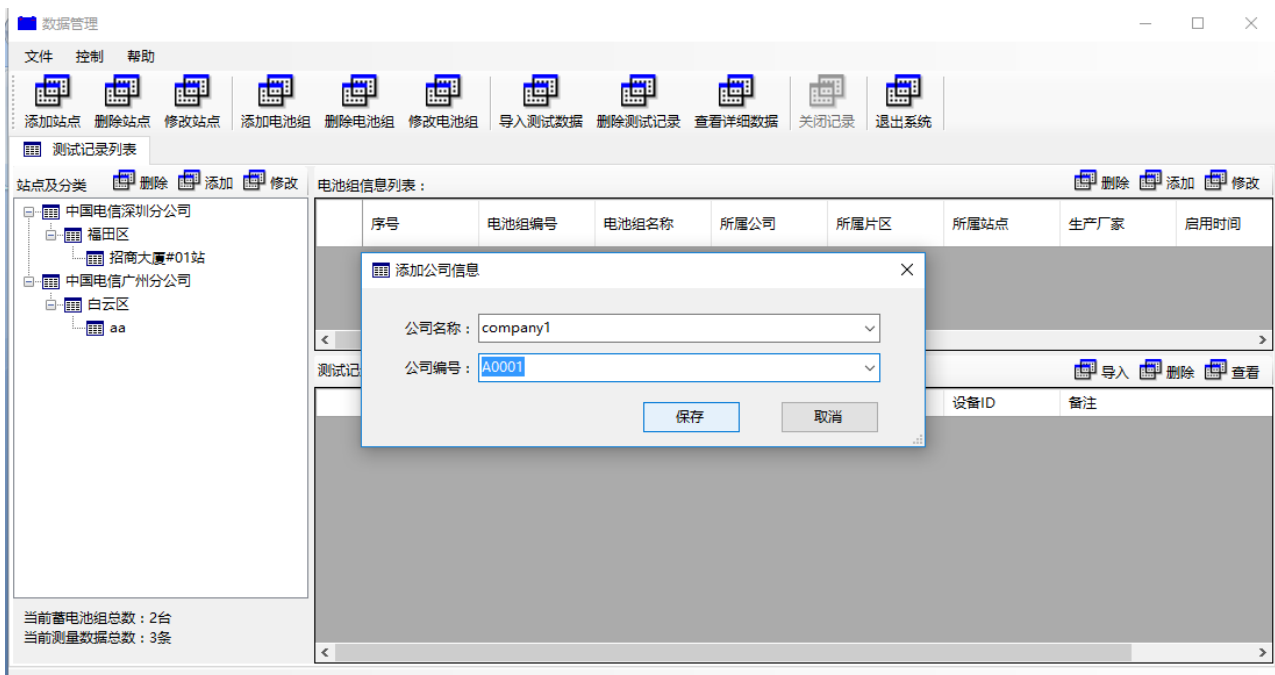 数据管理
文件 控制 帮助
添加站点 删除站点 修改站点 添加电池组 删除电池组 修改电池组 导入测试数据 删除测试记录 查看详细数据 关闭记录 退出系统
测试记录列表
站点及分类 删除 添加 修改
电池组信息列表：
删除 添加 修改
中国电信深圳分公司
福田区
招商大厦#01站
中国电信广州分公司
白云区
aa
序号 电池组编号 电池组名称 所属公司 所属片区 所属站点 生产厂家 启用时间
添加公司信息
公司名称： company1
公司编号： A0001
保存 取消
测试记
导入 删除 查看
设备ID 备注
当前蓄电池组总数：2台
当前测量数据总数：3条